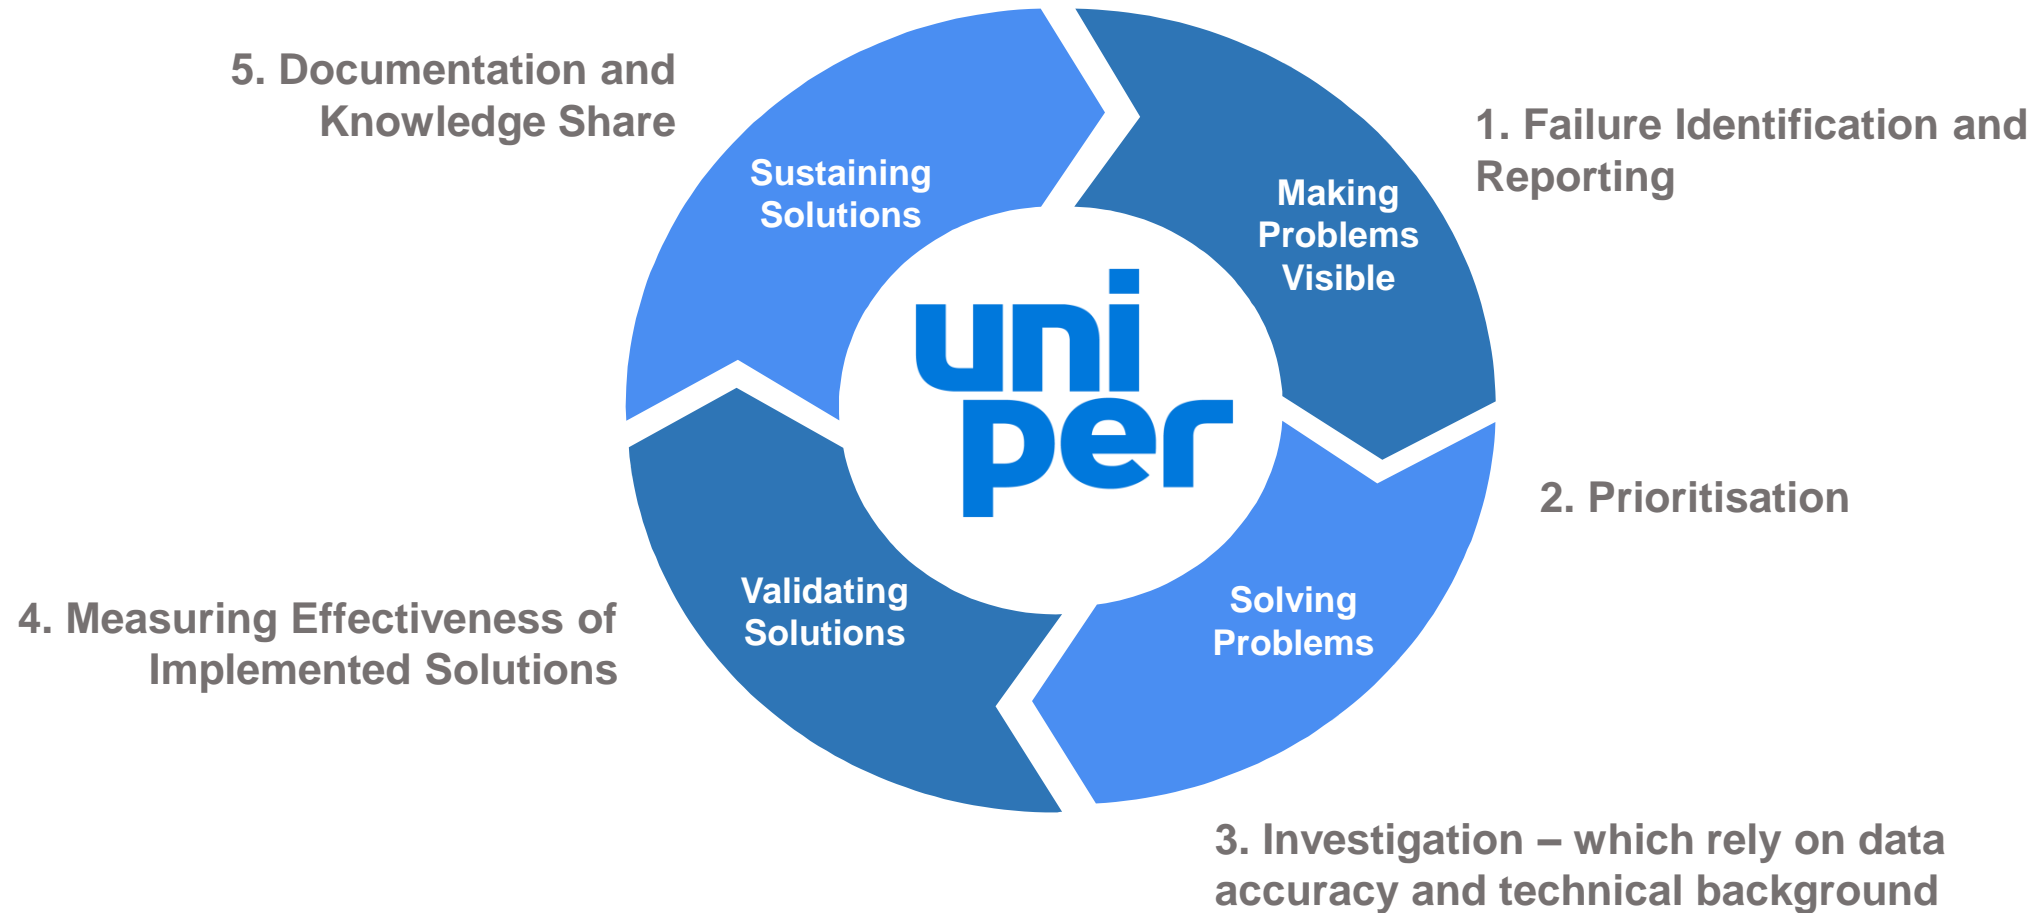 5. Documentation and
Knowledge Share
1. Failure Identification and
Reporting
Sustaining
Solutions
Making
Problems
Visible
uni
per
2. Prioritisation
Validating
Solutions
Solving
Problems
4. Measuring Effectiveness of
Implemented Solutions
3. Investigation – which rely on data
accuracy and technical background